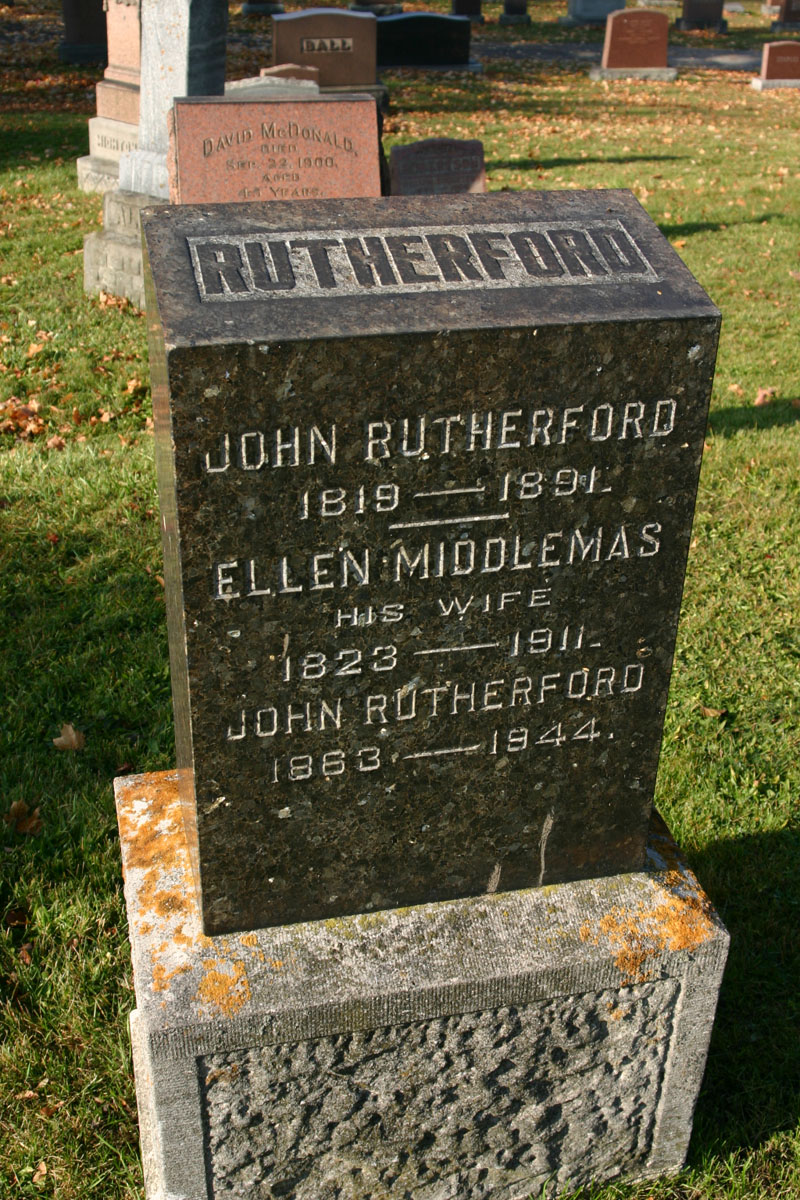 BALL
DAVID MCDONALD,
DIED
SEP. 22, 1900,
AGED
YEARS.
RUTHERFORD
JOHN RUTHERFORD
1819 — 1891.
ELLEN MIDDLEMAS
HIS WIFE
1823 — 1911.
JOHN RUTHERFORD
1863 — 1944.